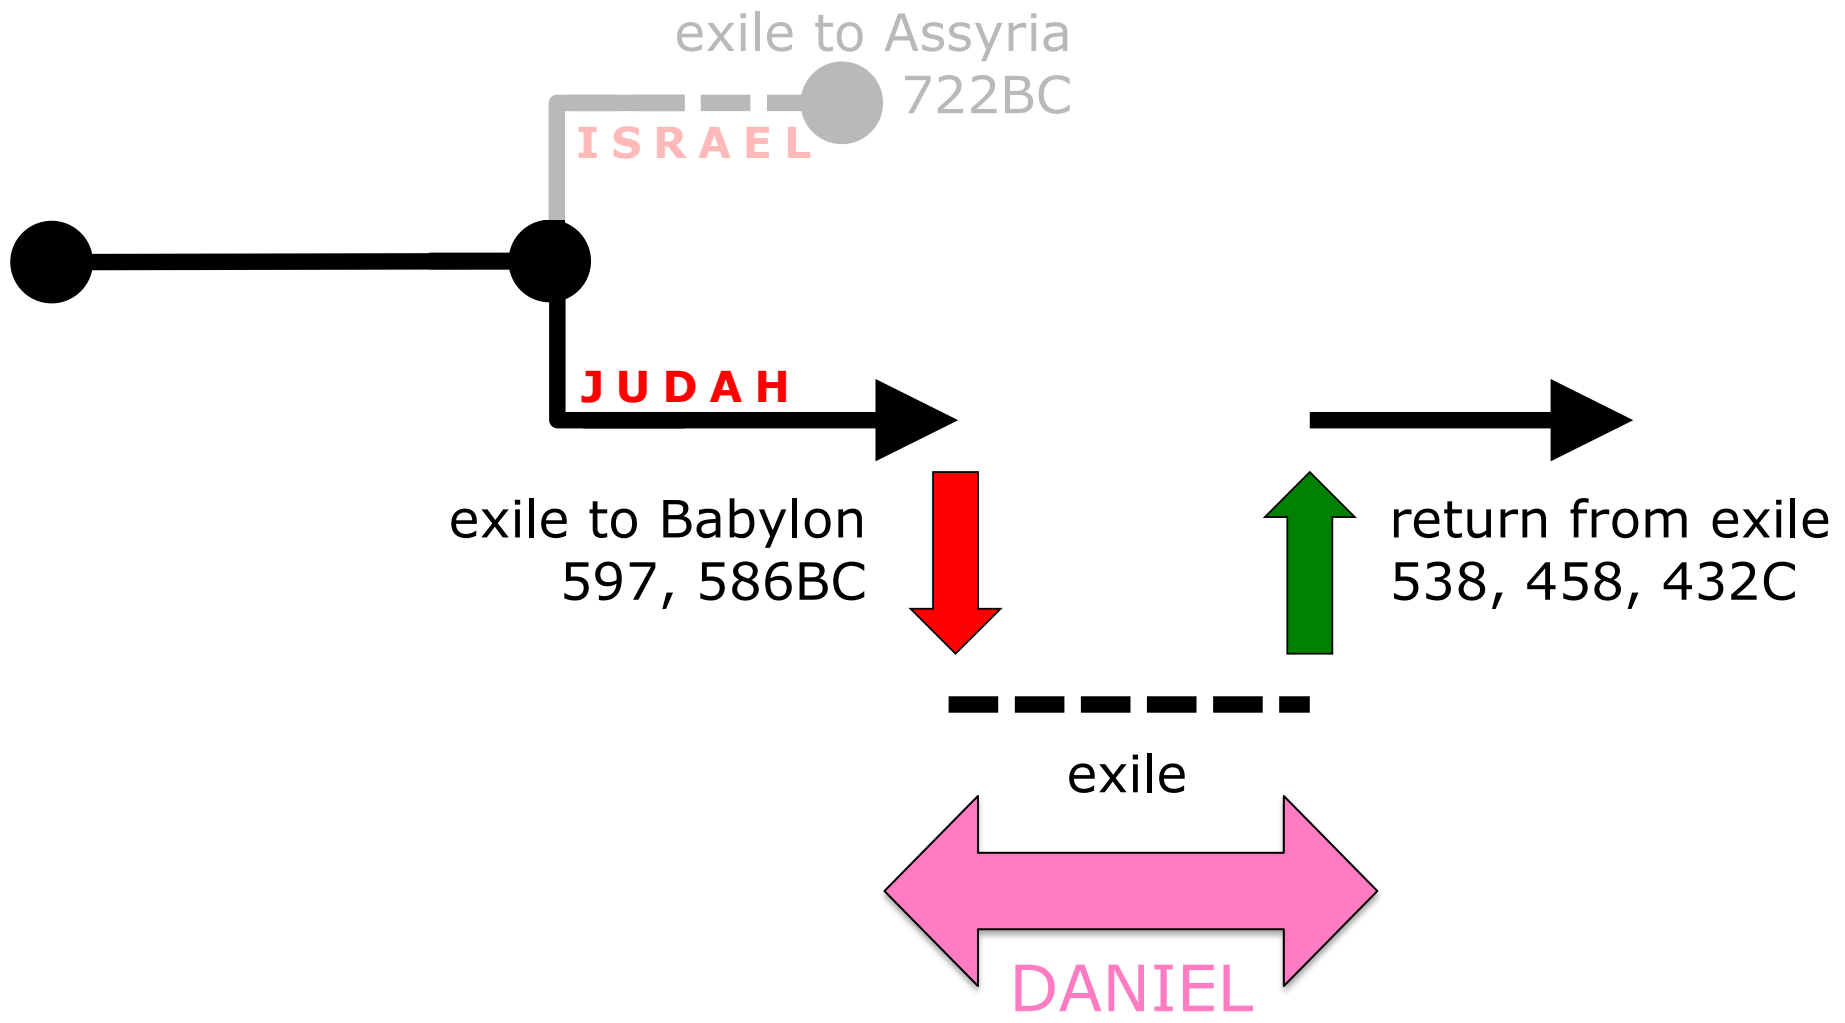 exile to Assyria
722BC
ISRAEL
JUDAH
exile to Babylon
597, 586BC
return from exile
538, 458, 432C
exile
DANIEL